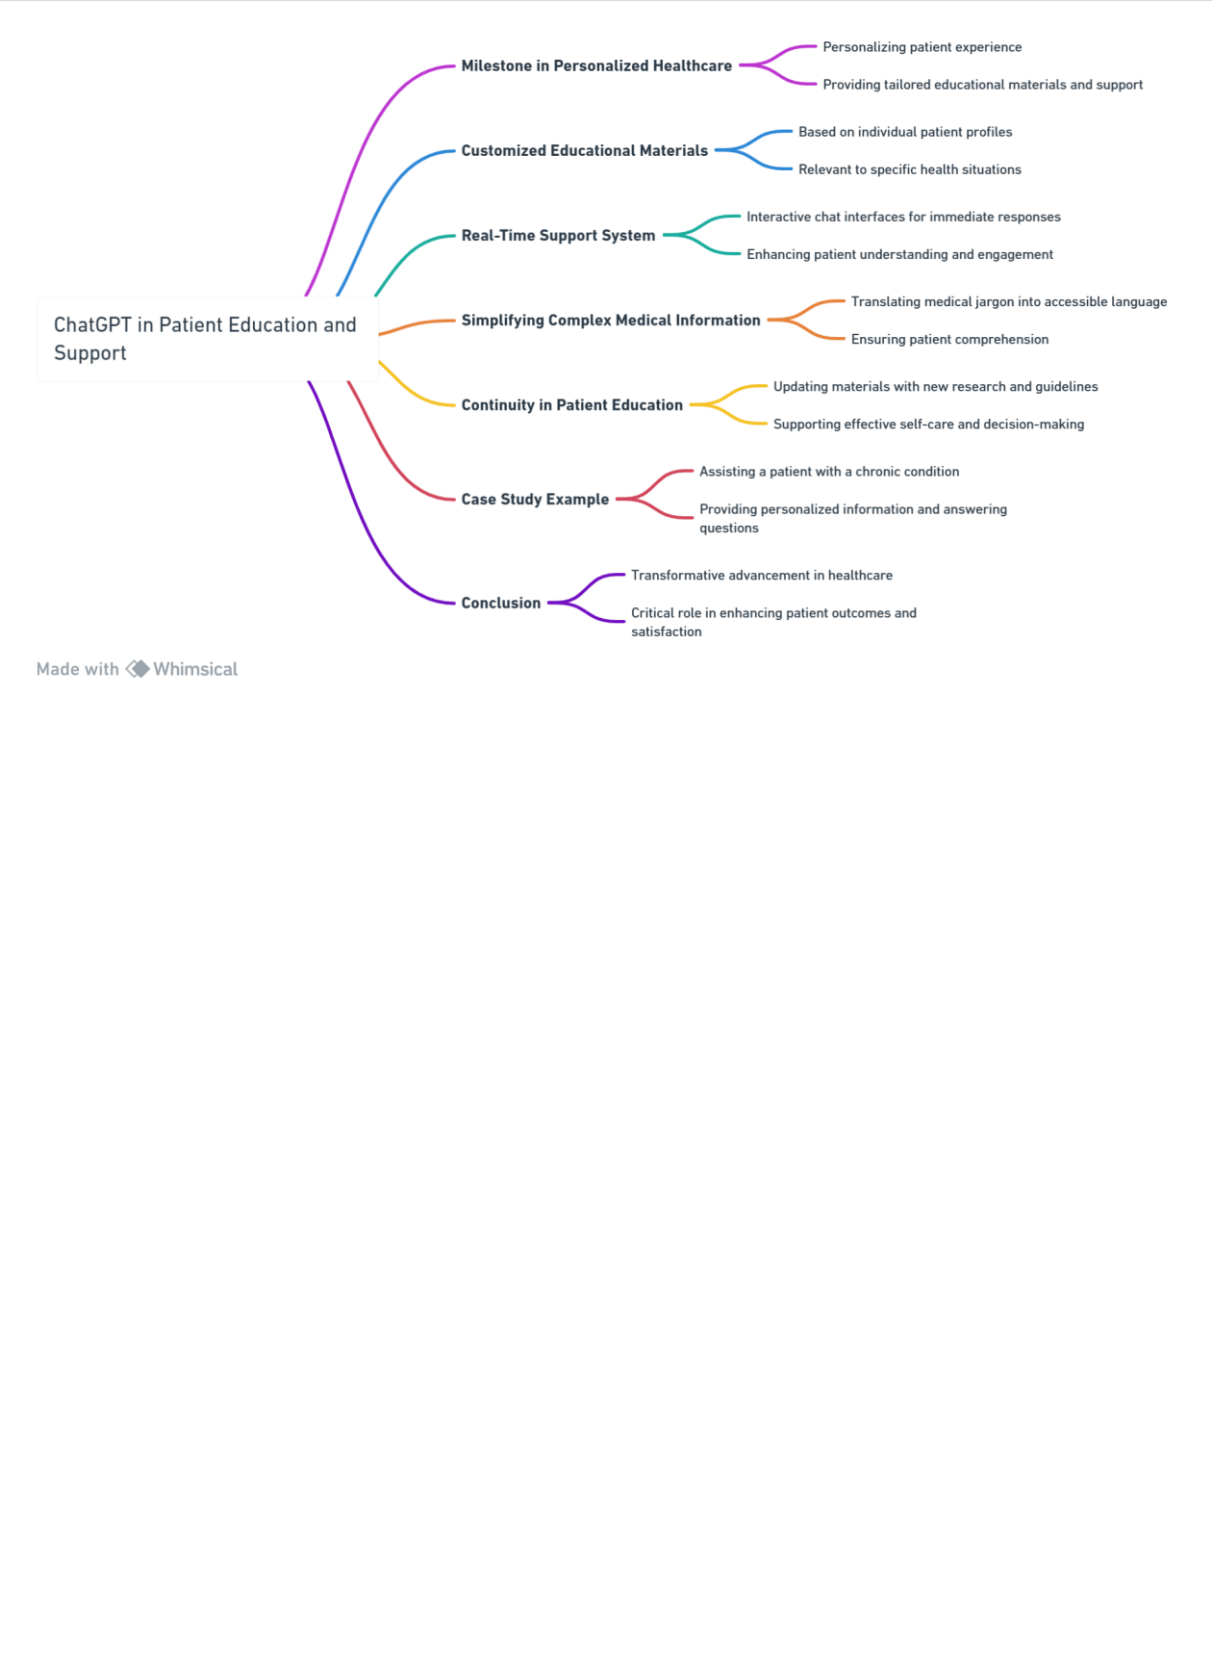 Milestone in Personalized Healthcare
Personalizing patient experience
Providing tailored educational materials and support
Customized Educational Materials
Based on individual patient profiles
Relevant to specific health situations
Real-Time Support System
Interactive chat interfaces for immediate responses
Enhancing patient understanding and engagement
ChatGPT in Patient Education and
Support
Simplifying Complex Medical Information
Translating medical jargon into accessible language
Ensuring patient comprehension
Continuity in Patient Education
Updating materials with new research and guidelines
Supporting effective self-care and decision-making
Case Study Example
Assisting a patient with a chronic condition
Providing personalized information and answering
questions
Conclusion
Transformative advancement in healthcare
Critical role in enhancing patient outcomes and
satisfaction
Made with Whimsical